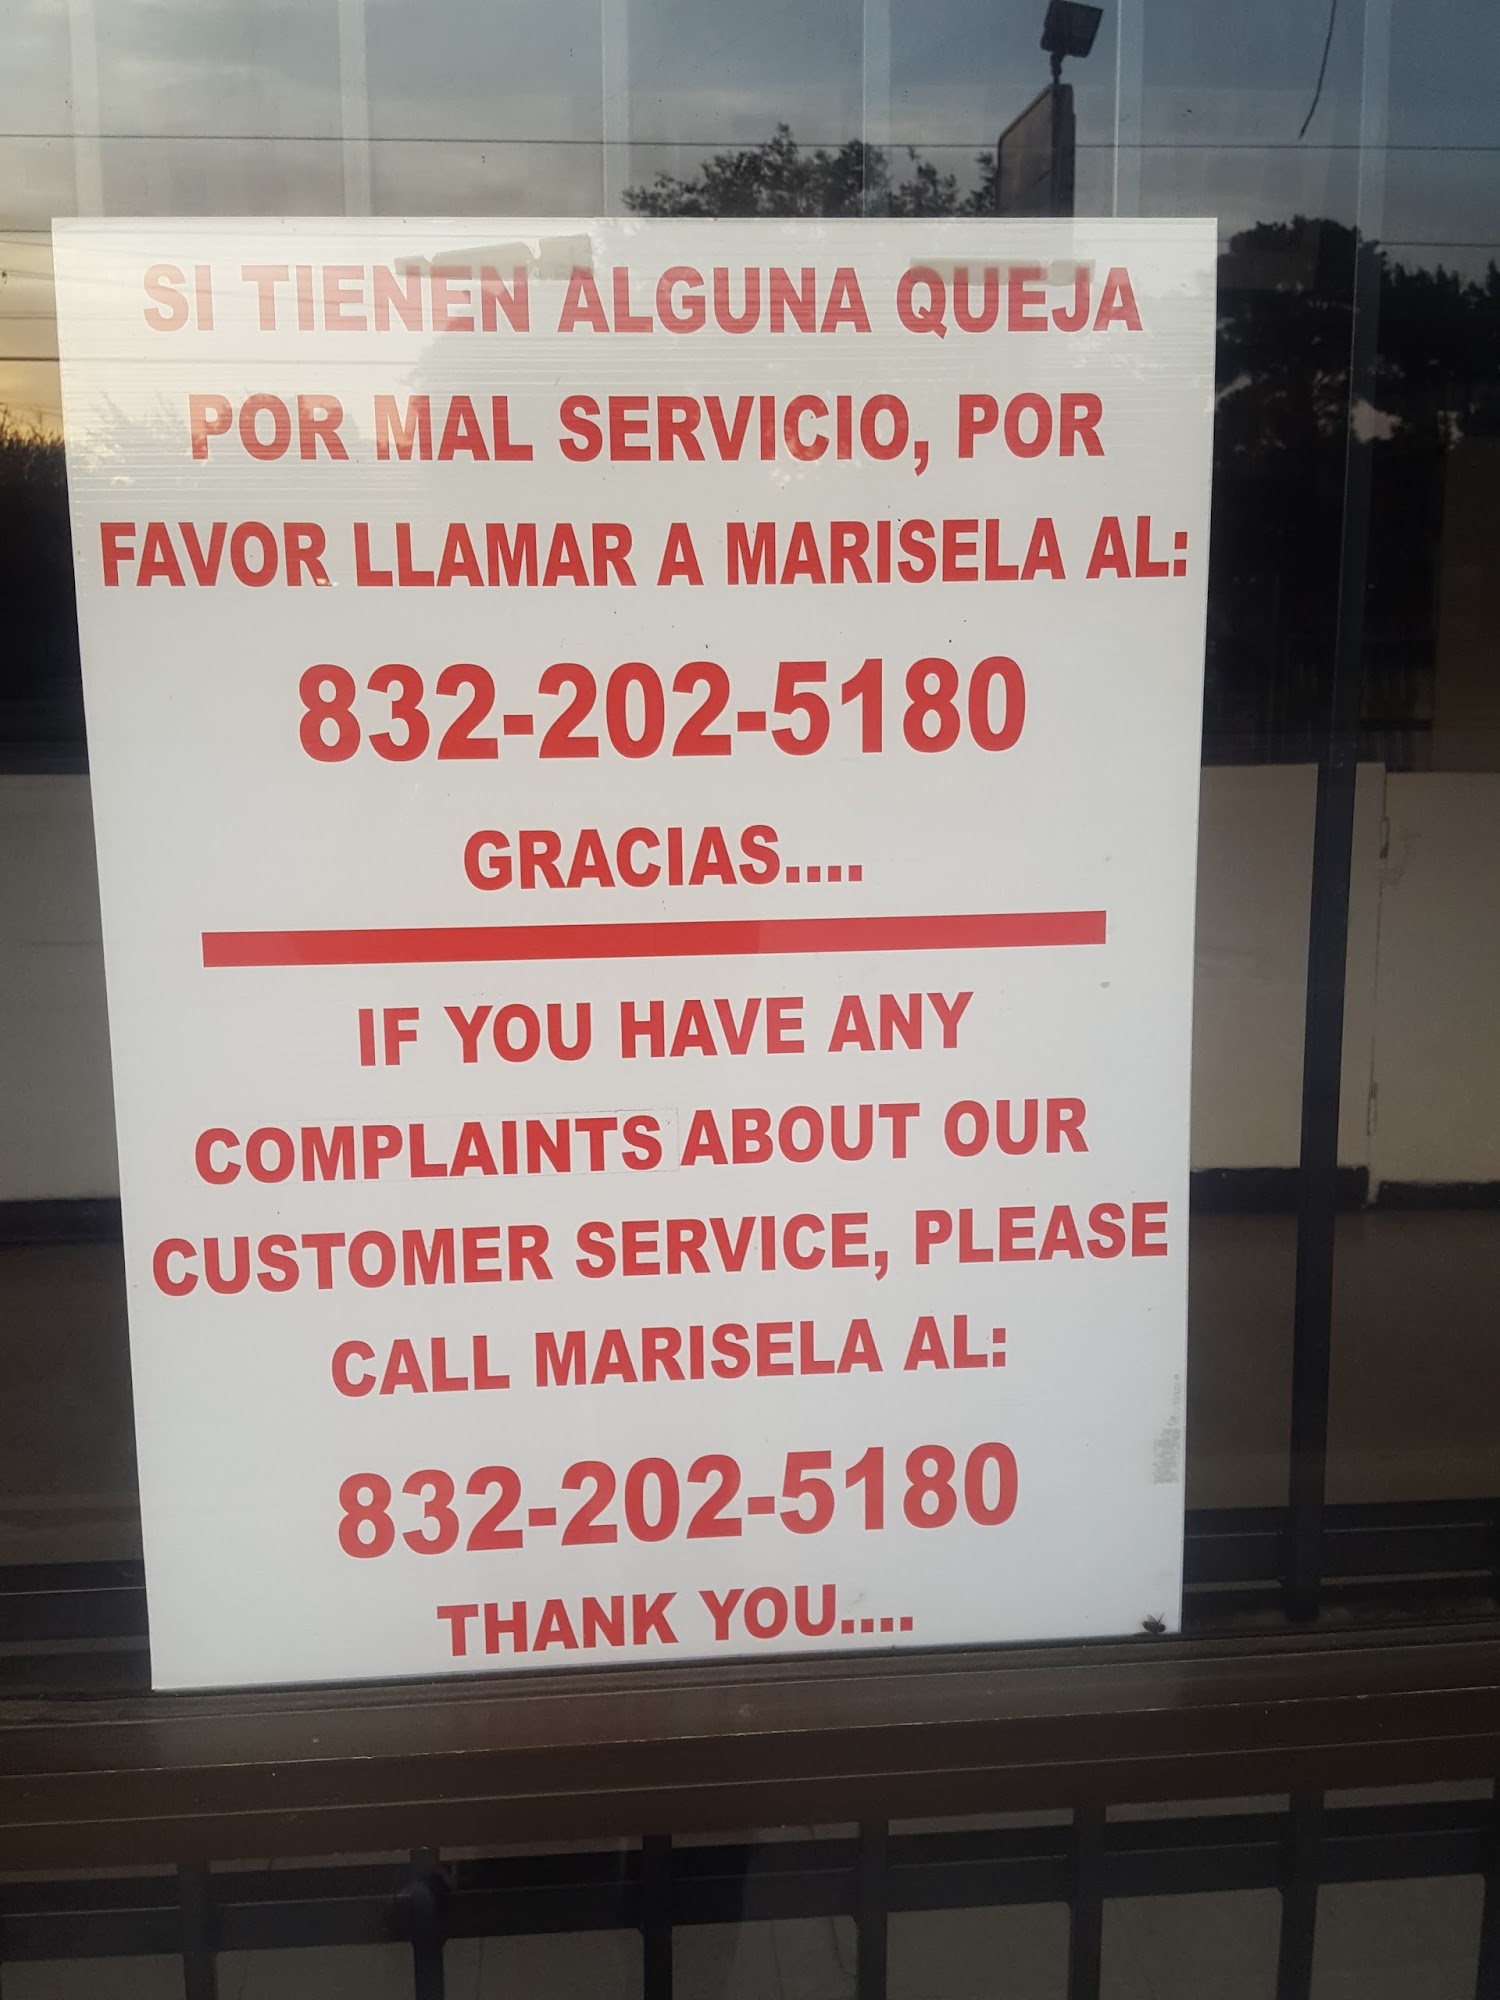 SI TIENEN ALGUNA QUEJA
POR MAL SERVICIO, POR
FAVOR LLAMAR A MARISELA AL:
832-202-5180
GRACIAS....
IF YOU HAVE ANY
COMPLAINTS ABOUT OUR
CUSTOMER SERVICE, PLEASE
CALL MARISELA AL:
832-202-5180
THANK YOU....